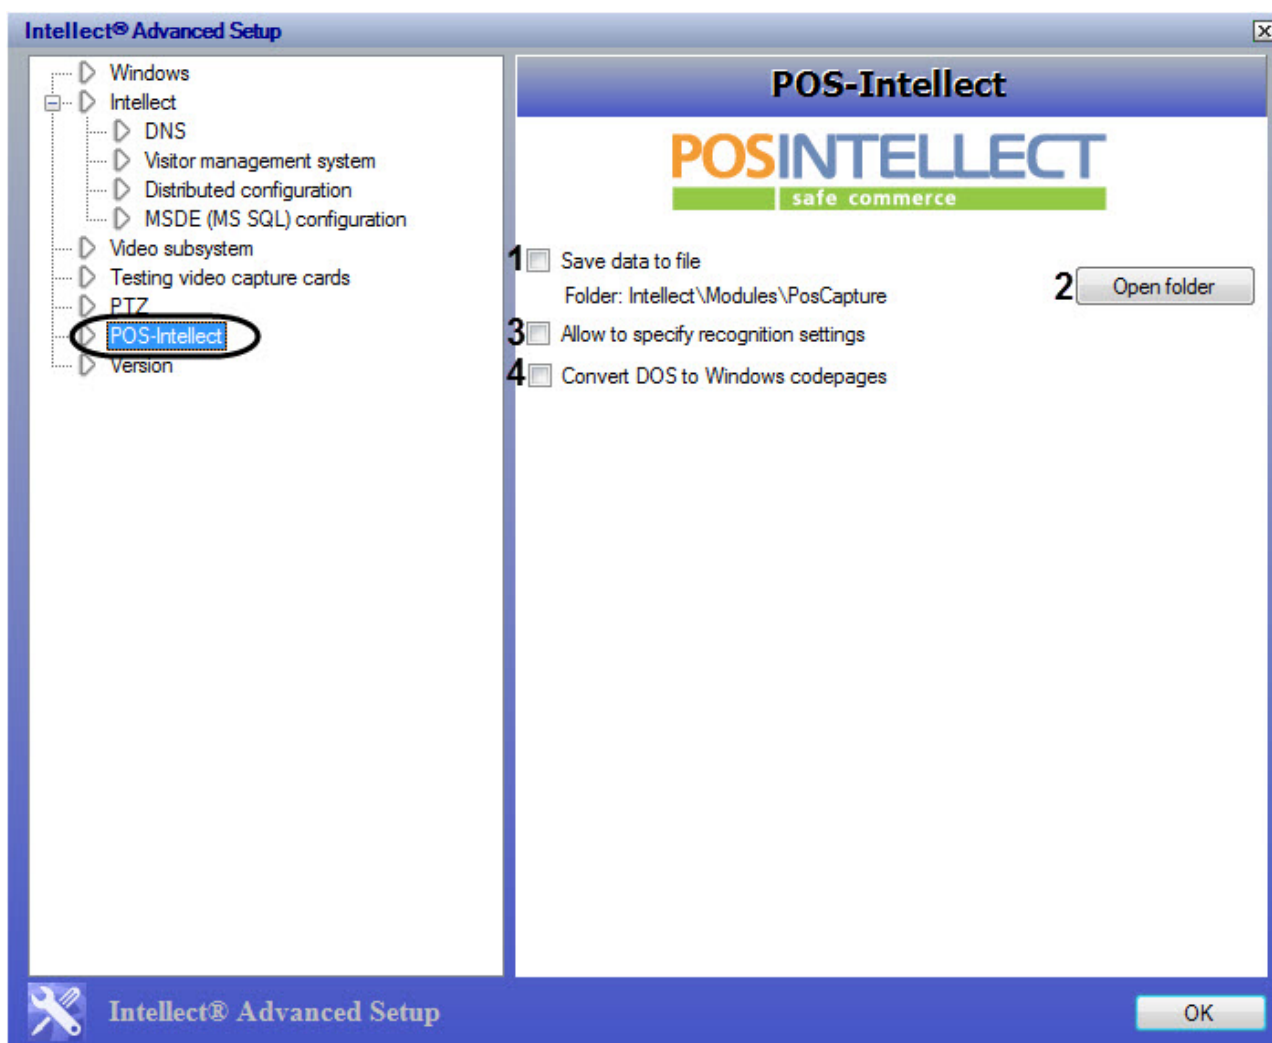 Intellect® Advanced Setup
Windows
Intellect
DNS
Visitor management system
Distributed configuration
MSDE (MS SQL) configuration
Video subsystem
Testing video capture cards
PTZ
POS-Intellect
Version
POS-Intellect
POSINTELLECT
safe commerce
1 Save data to file
Folder: Intellect\Modules\PosCapture
2 Open folder
3 Allow to specify recognition settings
4 Convert DOS to Windows codepages
Intellect® Advanced Setup
OK